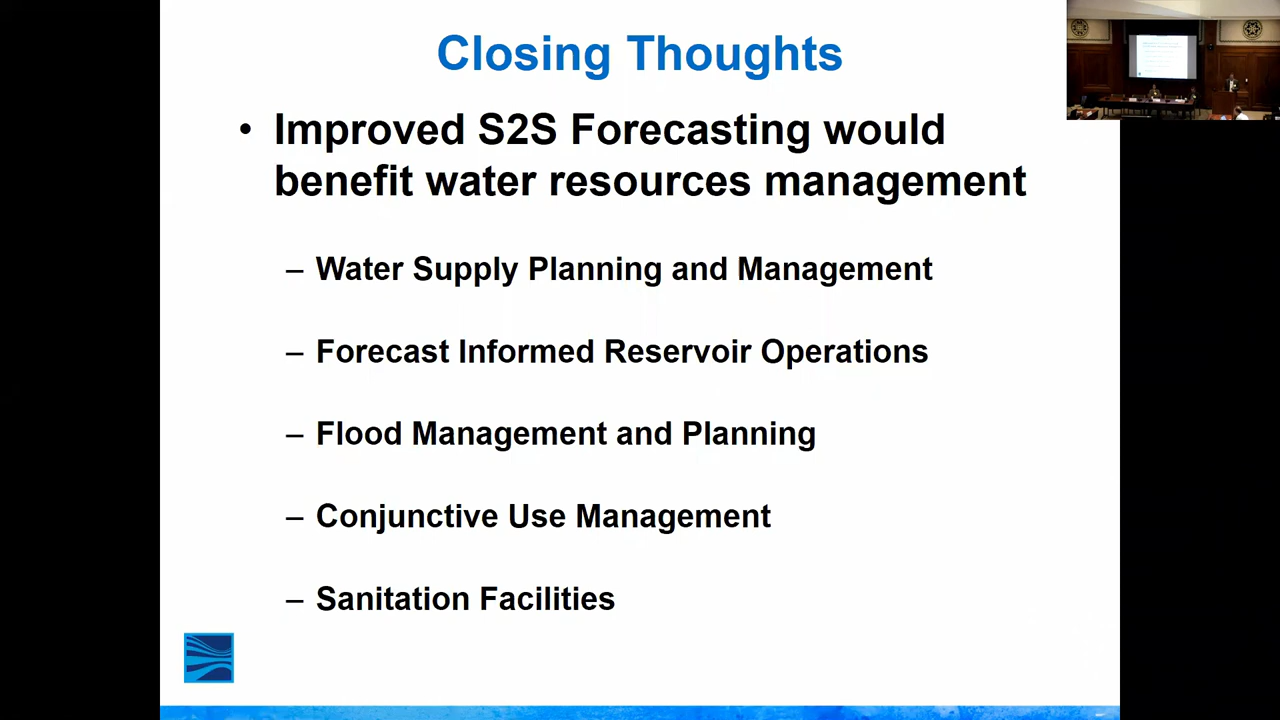 Closing Thoughts
• Improved S2S Forecasting would
benefit water resources management
– Water Supply Planning and Management
– Forecast Informed Reservoir Operations
– Flood Management and Planning
– Conjunctive Use Management
– Sanitation Facilities